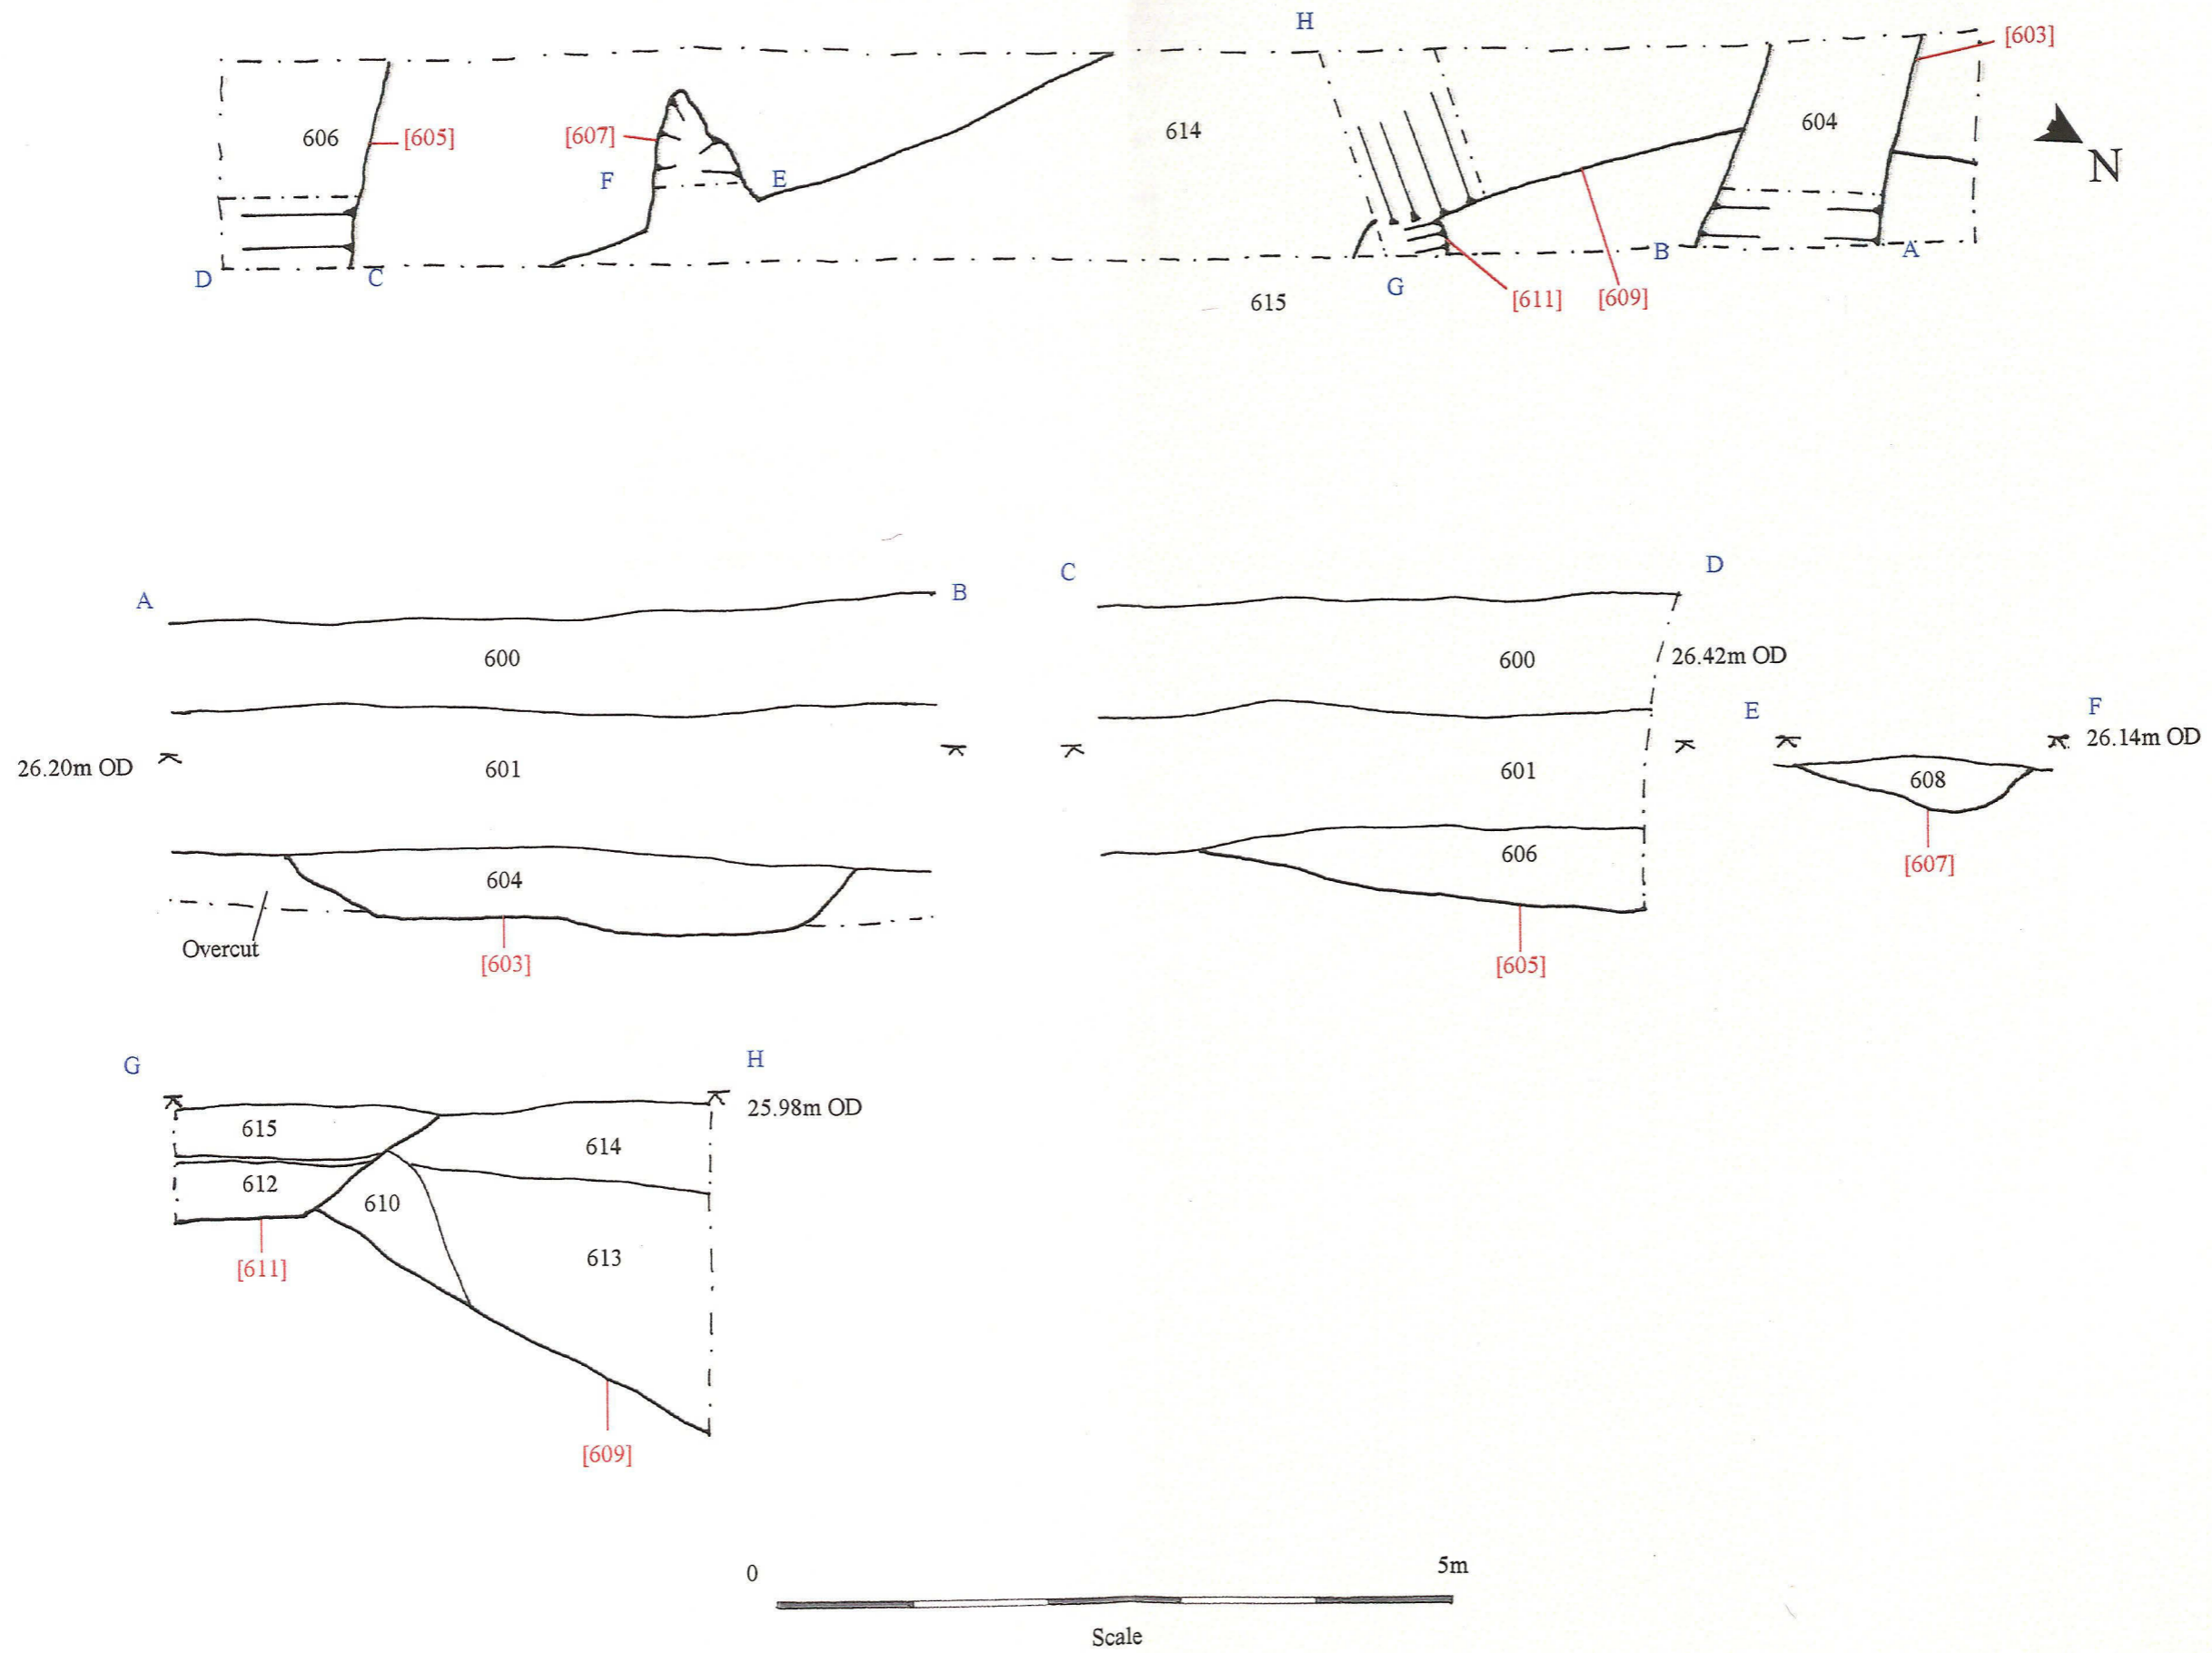 H
[603]
606
[605]
[607]
614
604
N
F
E
D
C
B
A
G
[611]
[609]
615
A
B
C
D
600
600
26.42m OD
E
F
26.20m OD
601
601
26.14m OD
608
604
606
[607]
Overcut
[603]
[605]
G
H
25.98m OD
615
614
612
610
613
[611]
[609]
0
5m
Scale